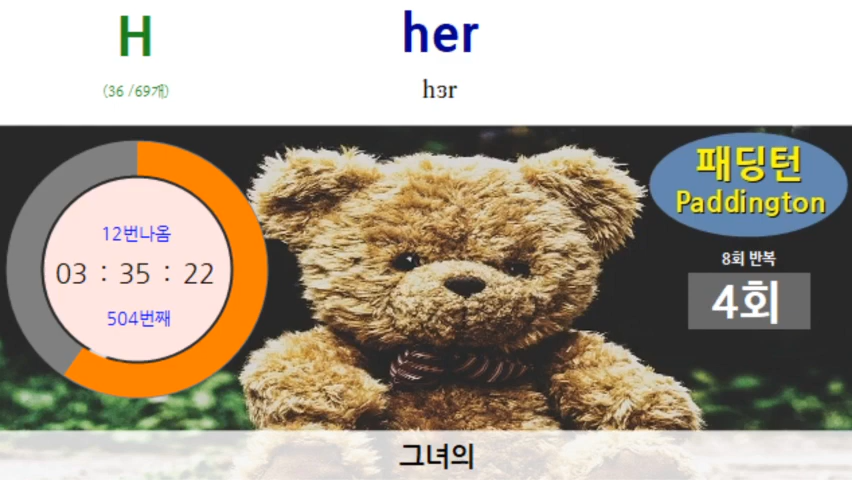 H
her
(36 /69개)
hɜr
패딩턴
Paddington
12번나옴
03 : 35 : 22
504번째
8회 반복
4회
그녀의